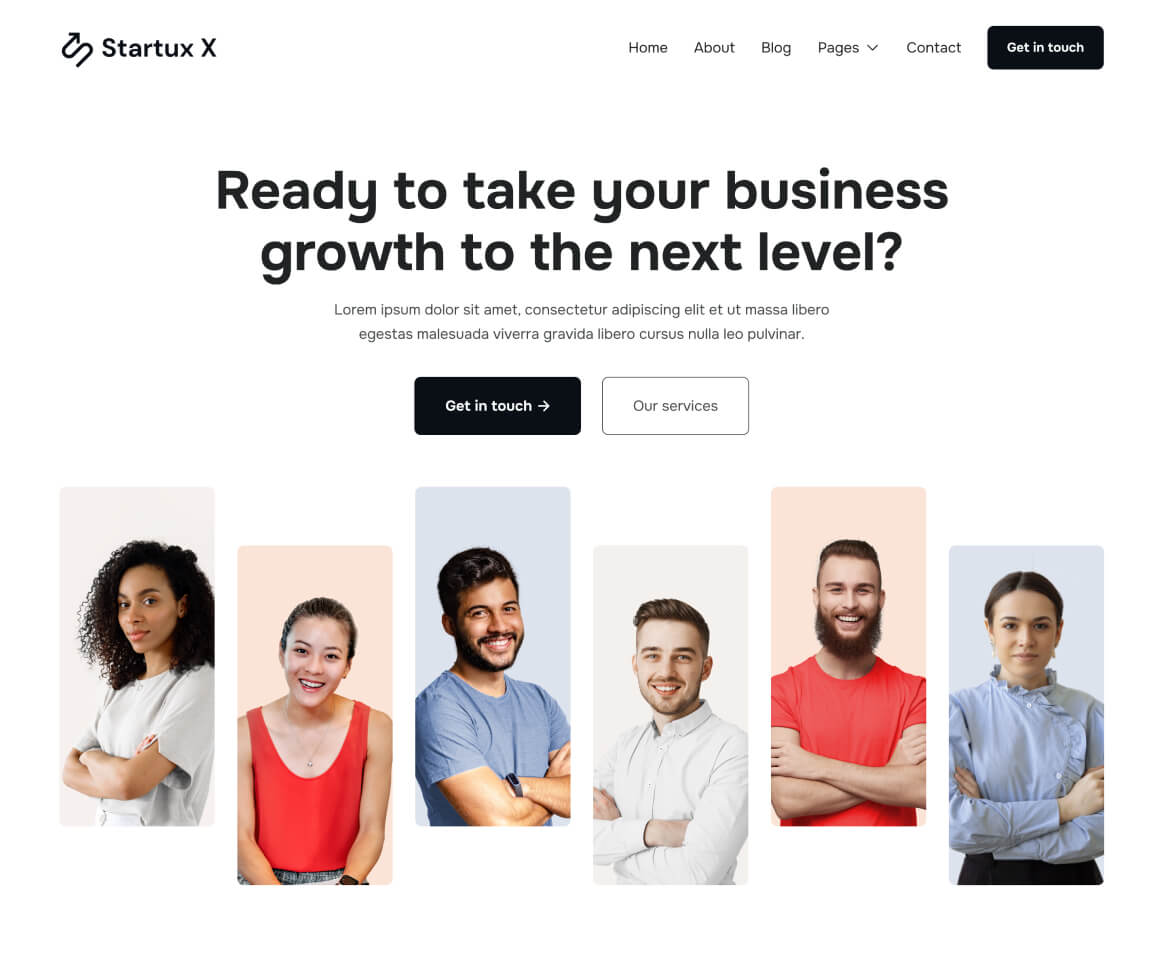 Startux X
Home About Blog Pages Contact Get in touch
Ready to take your business
growth to the next level?
Lorem ipsum dolor sit amet, consectetur adipiscing elit et ut massa libero
egestas malesuada viverra gravida libero cursus nulla leo pulvinar.
Get in touch → Our services